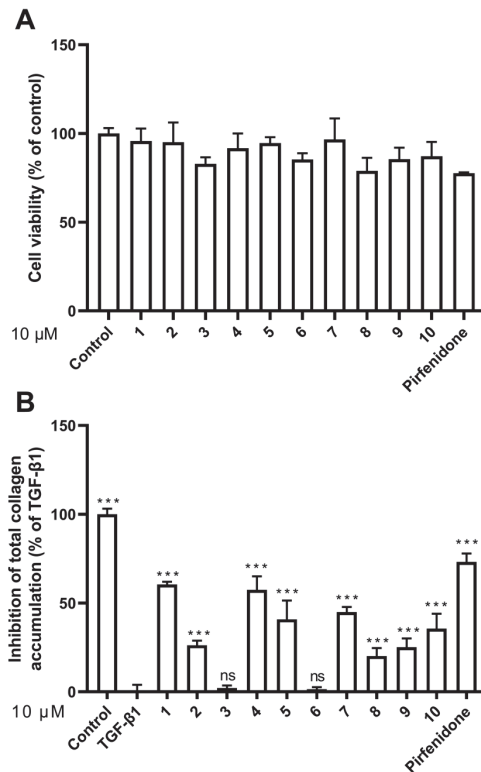 A
Cell viability (% of control)
150
100
50
0
10 μM
Control 1 2 3 4 5 6 7 8 9 10 Pirfenidone
B
Inhibition of total collagen
accumulation (% of TGF-β1)
150
100
50
0
*** *** *** ns *** *** ns *** *** *** *** ***
10 μM
Control TGF-β1 1 2 3 4 5 6 7 8 9 10 Pirfenidone